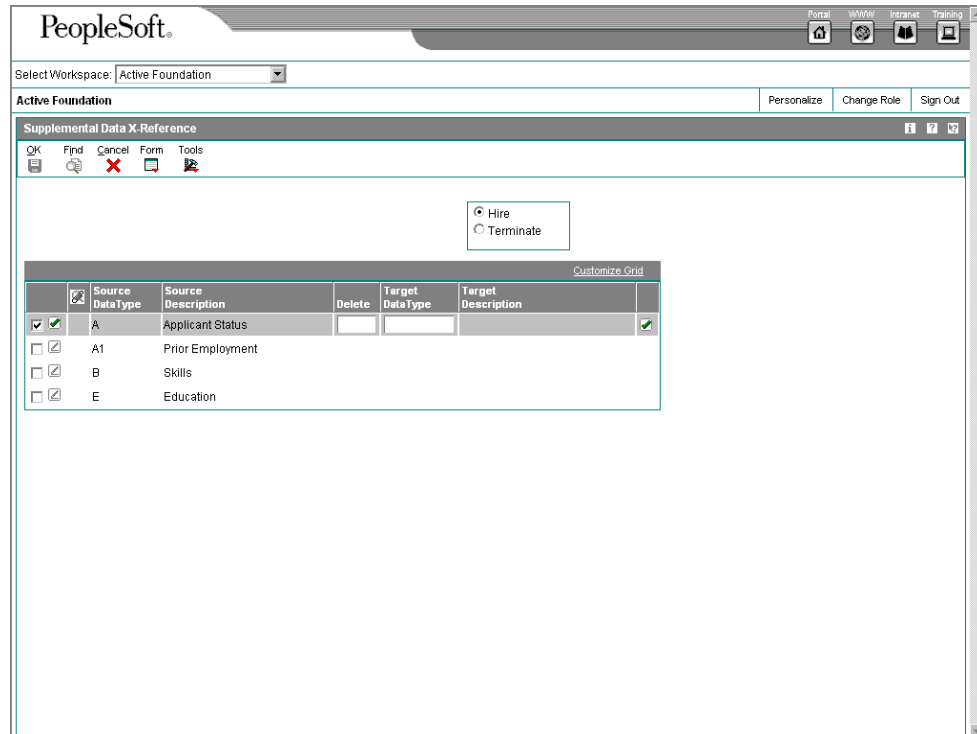 Portal WWW Intranet Training
PeopleSoft®
Select Workspace: Active Foundation
Active Foundation Personalize Change Role Sign Out
Supplemental Data X-Reference
OK Find Cancel Form Tools
Hire
Terminate
Customize Grid
Source DataType Source Description Delete Target DataType Target Description
A Applicant Status
A1 Prior Employment
B Skills
E Education